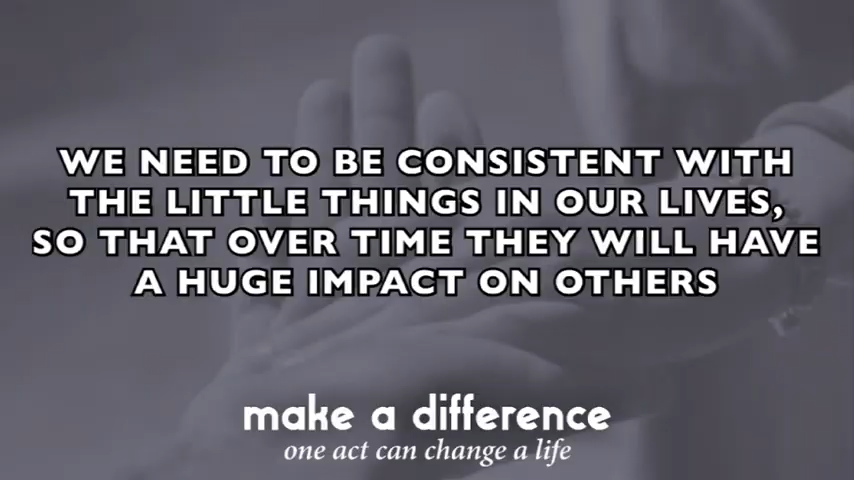 WE NEED TO BE CONSISTENT WITH
THE LITTLE THINGS IN OUR LIVES,
SO THAT OVER TIME THEY WILL HAVE
A HUGE IMPACT ON OTHERS
make a difference
one act can change a life